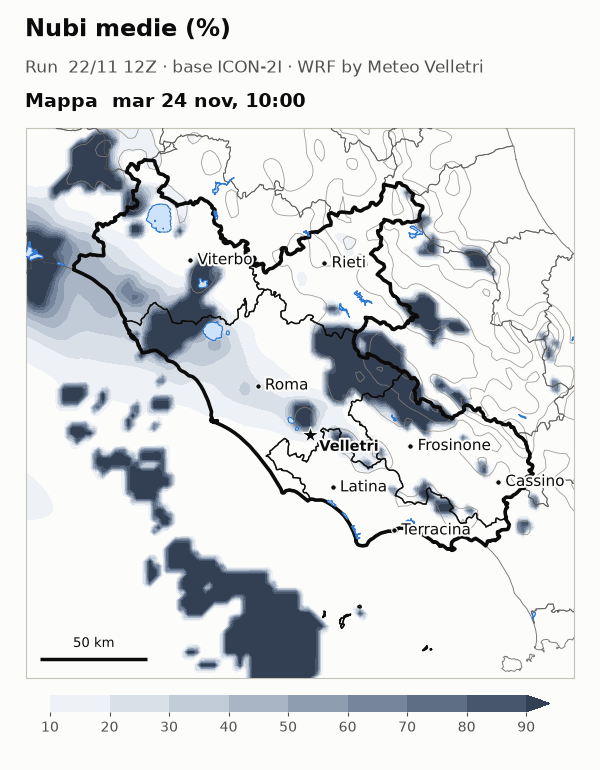 Nubi medie (%)
Run  22/11 12Z · base ICON-2I · WRF by Meteo Velletri
Mappa  mar 24 nov, 10:00
Viterbo
Rieti
Roma
Velletri
Frosinone
Latina
Cassino
Terracina
50 km
10 20 30 40 50 60 70 80 90